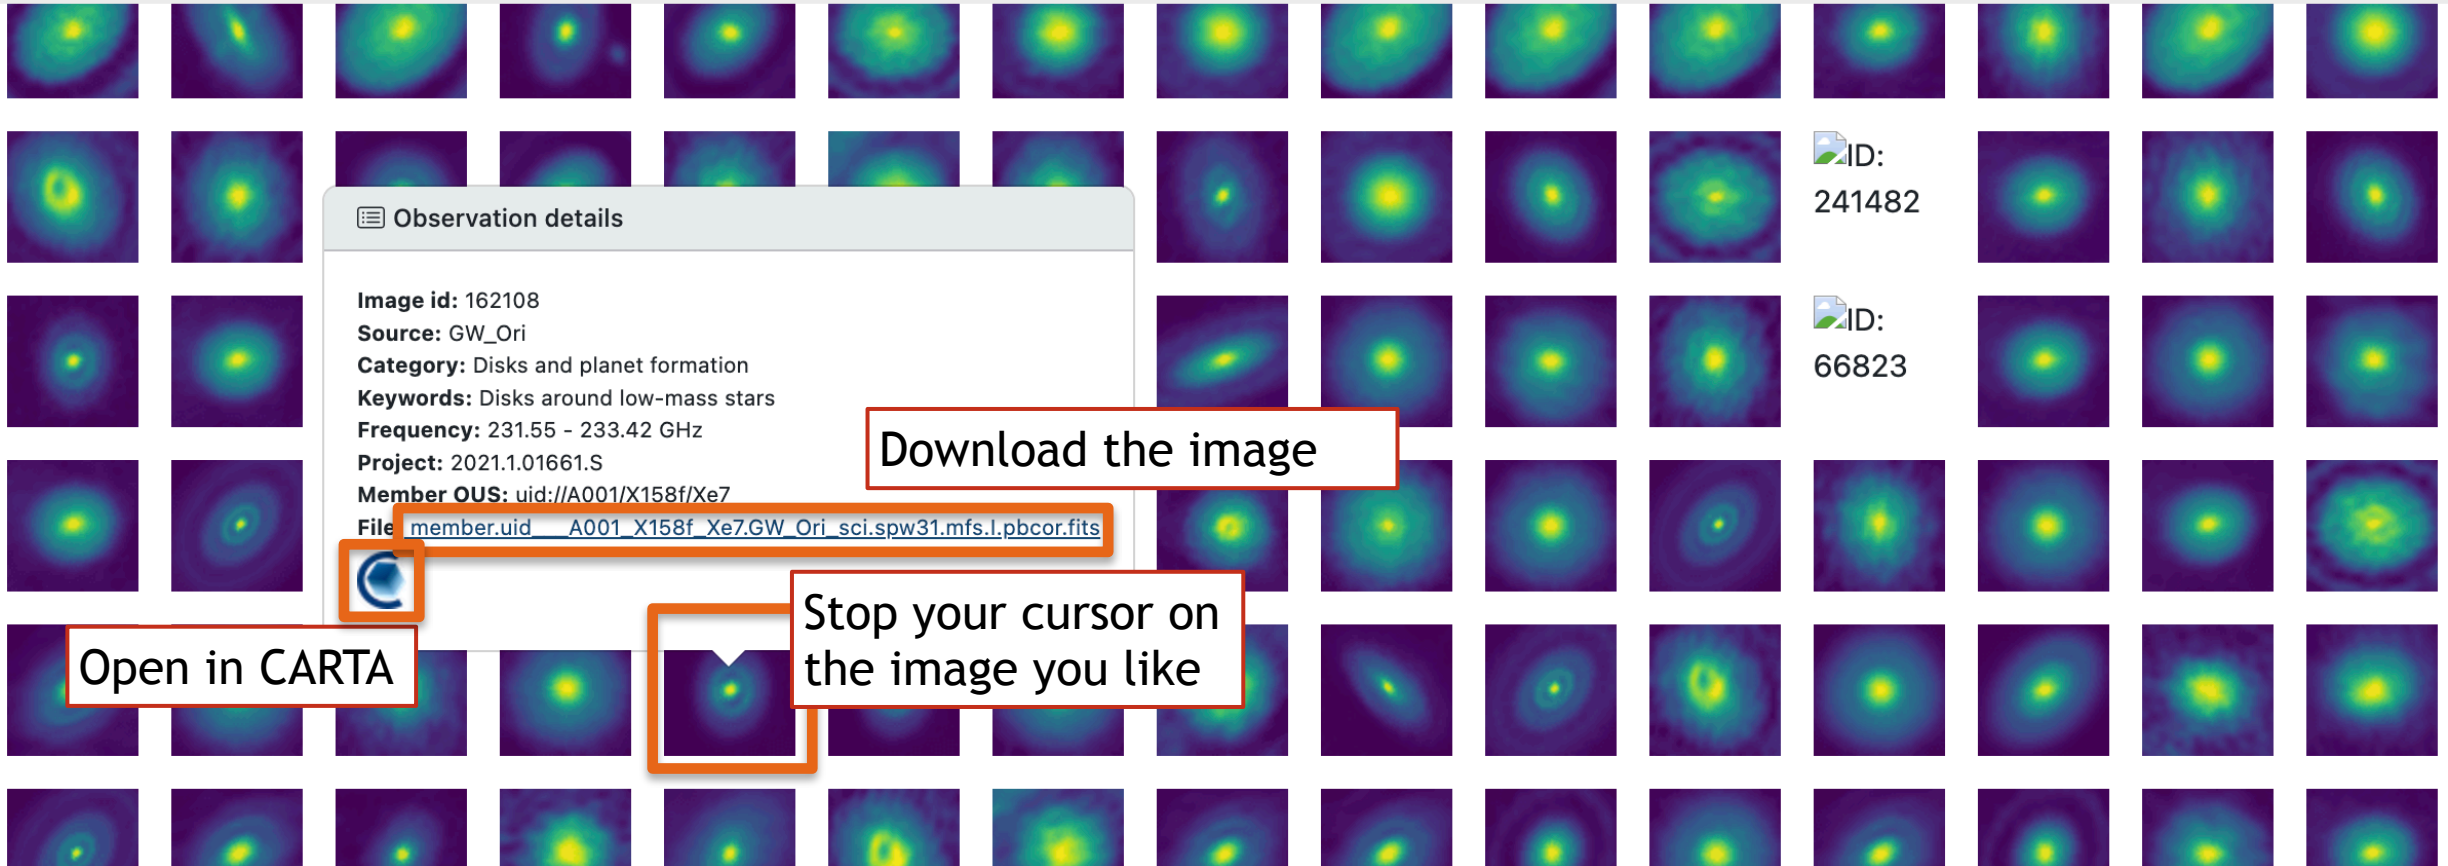 ID:
241482
Observation details
Image id: 162108
Source: GW_Ori
Category: Disks and planet formation
Keywords: Disks around low-mass stars
Frequency: 231.55 - 233.42 GHz
Project: 2021.1.01661.S
Member OUS: uid://A001/X158f/Xe7
File member.uid___A001_X158f_Xe7.GW_Ori_sci.spw31.mfs.I.pbcor.fits
ID:
66823
Download the image
Stop your cursor on
the image you like
Open in CARTA